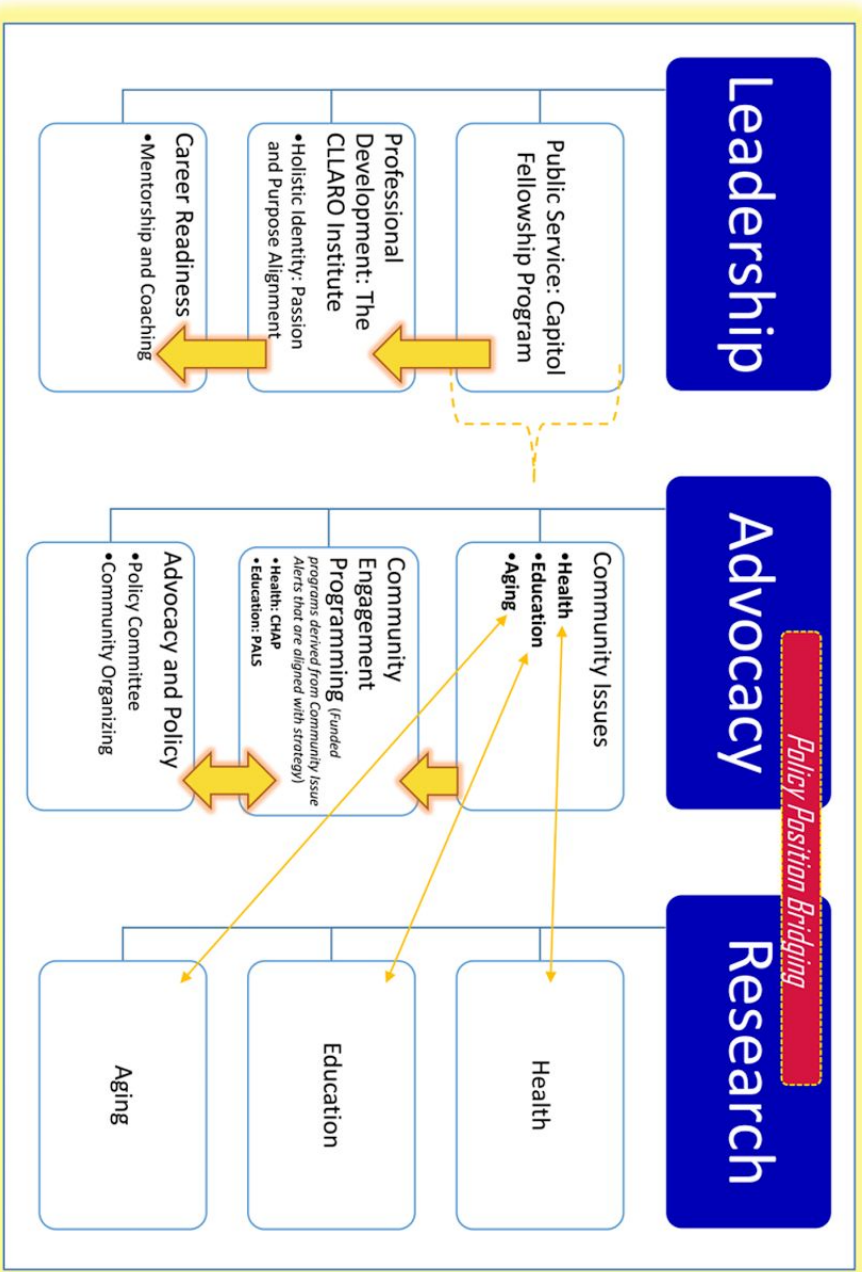 Policy Position Bridging
Leadership
Public Service: Capitol
Fellowship Program
Professional
Development: The
CLLARO Institute
•Holistic Identity: Passion
and Purpose Alignment
Career Readiness
•Mentorship and Coaching
Advocacy
Community Issues
•Health
•Education
•Aging
Community
Engagement
Programming (Funded
programs derived from Community Issue
Alerts that are aligned with strategy)
•Health: CHAP
•Education: PALS
Advocacy and Policy
•Policy Committee
•Community Organizing
Research
Health
Education
Aging